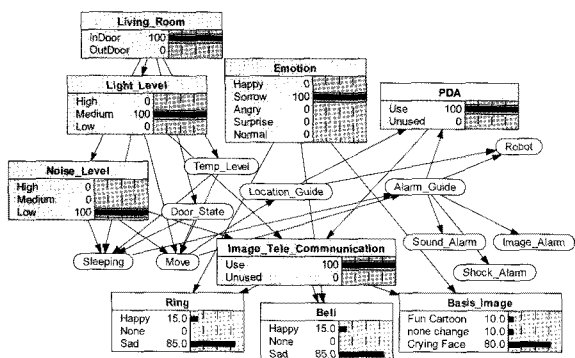 Living_Room
InDoor 100
OutDoor 0
Light_Level
High 0
Medium 100
Low 0
Emotion
Happy 0
Sorrow 100
Angry 0
Surprise 0
Normal 0
PDA
Use 100
Unused 0
Robot
Temp_Level
Noise_Level
High 0
Medium 0
Low 100
Location_Guide
Alarm_Guide
Door_State
Sleeping
Move
Image_Tele_Communication
Use 100
Unused 0
Sound_Alarm
Image_Alarm
Shock_Alarm
Ring
Happy 15.0
None 0
Sad 85.0
Bell
Happy 15.0
None 0
Sad 85.0
Basis_Image
Fun Cartoon 10.0
none change 10.0
Crying Face 80.0